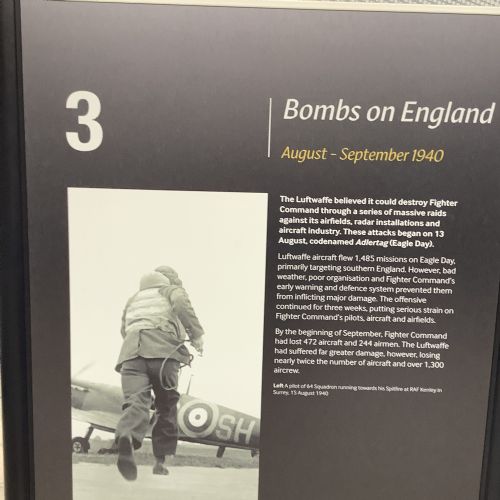 3
Bombs on England
August – September 1940
The Luftwaffe believed it could destroy Fighter
Command through a series of massive raids
against its airfields, radar installations and
aircraft industry. These attacks began on 13
August, codenamed Adlertag (Eagle Day).
Luftwaffe aircraft flew 1,485 missions on Eagle Day,
primarily targeting southern England. However, bad
weather, poor organisation and Fighter Command's
early warning and defence system prevented them
from inflicting major damage. The offensive
continued for three weeks, putting serious strain on
Fighter Command's pilots, aircraft and airfields.
By the beginning of September, Fighter Command
had lost 472 aircraft and 244 airmen. The Luftwaffe
had suffered far greater damage, however, losing
nearly twice the number of aircraft and over 1,300
aircrew.
Left A pilot of 64 Squadron running towards his Spitfire at RAF Kenley in
Surrey, 15 August 1940
SH